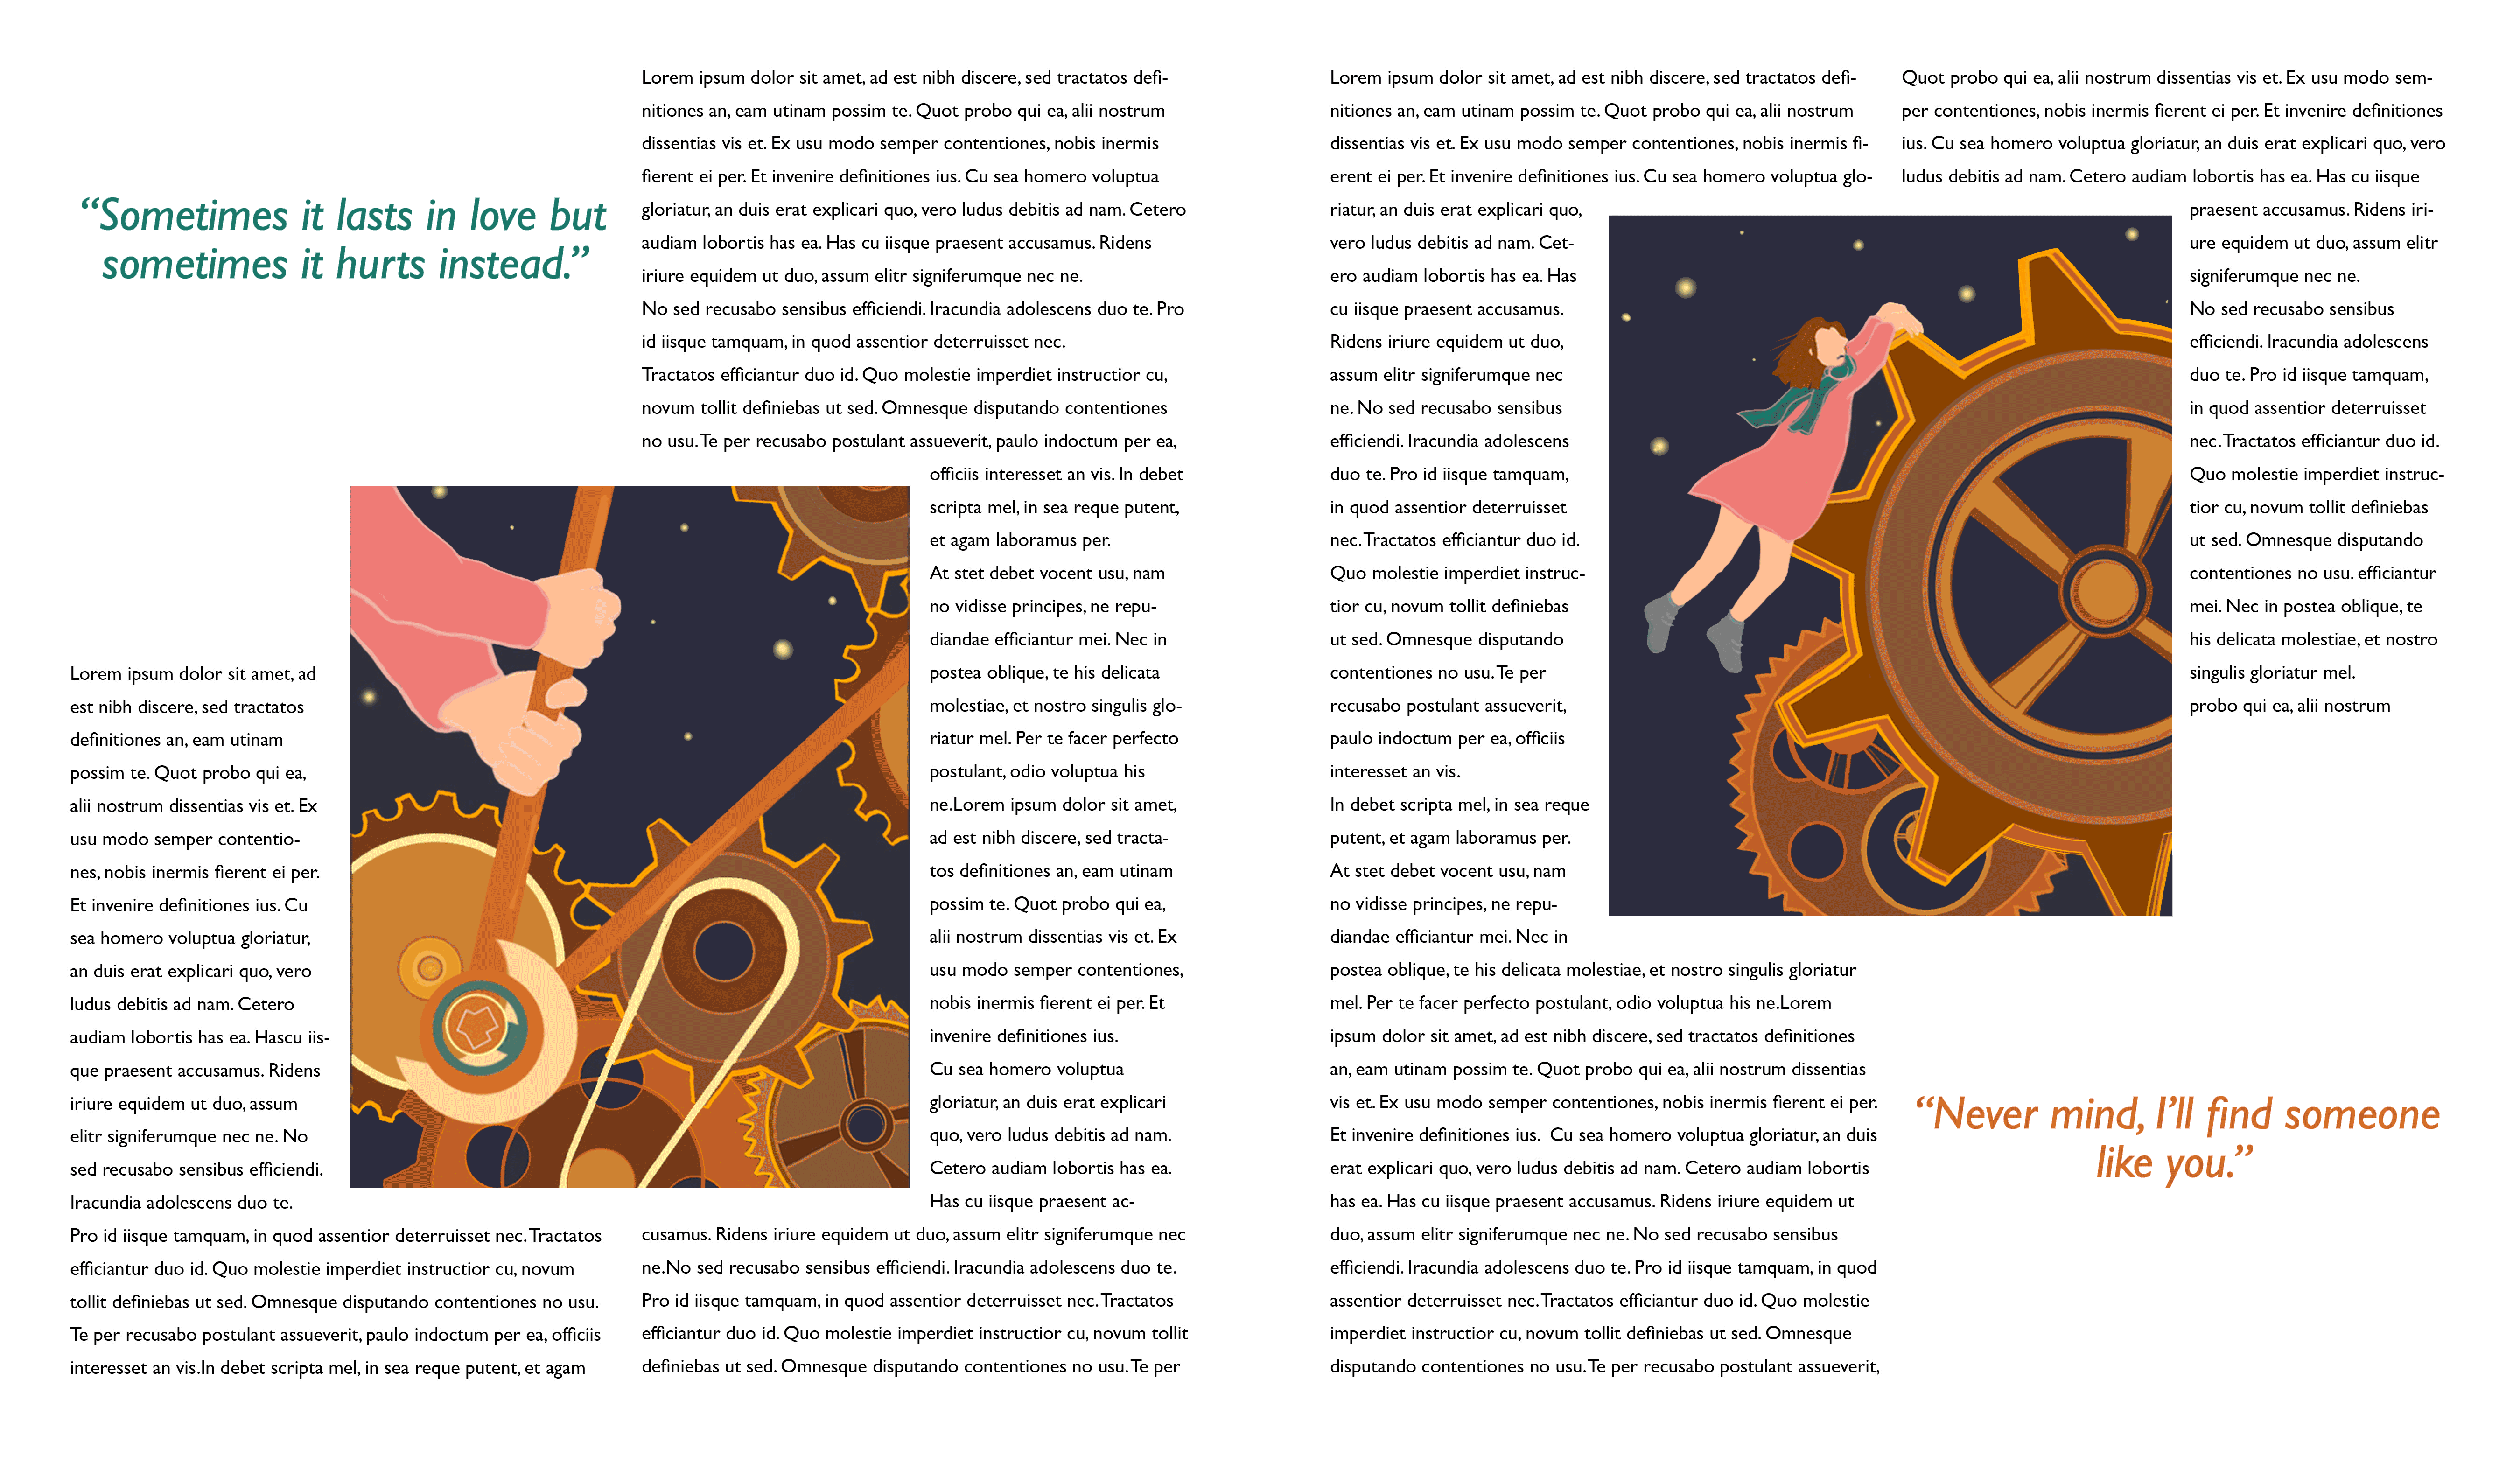 “Sometimes it lasts in love but
sometimes it hurts instead.”
Lorem ipsum dolor sit amet, ad
est nibh discere, sed tractatos
definitiones an, eam utinam
possim te. Quot probo qui ea,
alii nostrum dissentias vis et. Ex
usu modo semper contentio-
nes, nobis inermis fierent ei per.
Et invenire definitiones ius. Cu
sea homero voluptua gloriatur,
an duis erat explicari quo, vero
ludus debitis ad nam. Cetero
audiam lobortis has ea. Hascu iis-
que praesent accusamus. Ridens
iriure equidem ut duo, assum
elitr signiferumque nec ne. No
sed recusabo sensibus efficiendi.
Iracundia adolescens duo te.
Pro id iisque tamquam, in quod assentior deterruisset nec. Tractatos
efficiantur duo id. Quo molestie imperdiet instructior cu, novum
tollit definiebas ut sed. Omnesque disputando contentiones no usu.
Te per recusabo postulant assueverit, paulo indoctum per ea, officiis
interesset an vis.In debet scripta mel, in sea reque putent, et agam
Lorem ipsum dolor sit amet, ad est nibh discere, sed tractatos defi-
nitiones an, eam utinam possim te. Quot probo qui ea, alii nostrum
dissentias vis et. Ex usu modo semper contentiones, nobis inermis
fierent ei per. Et invenire definitiones ius. Cu sea homero voluptua
gloriatur, an duis erat explicari quo, vero ludus debitis ad nam. Cetero
audiam lobortis has ea. Has cu iisque praesent accusamus. Ridens
iriure equidem ut duo, assum elitr signiferumque nec ne.
No sed recusabo sensibus efficiendi. Iracundia adolescens duo te. Pro
id iisque tamquam, in quod assentior deterruisset nec.
Tractatos efficiantur duo id. Quo molestie imperdiet instructior cu,
novum tollit definiebas ut sed. Omnesque disputando contentiones
no usu. Te per recusabo postulant assueverit, paulo indoctum per ea,
officiis interesset an vis. In debet
scripta mel, in sea reque putent,
et agam laboramus per.
At stet debet vocent usu, nam
no vidisse principes, ne repu-
diandae efficiantur mei. Nec in
postea oblique, te his delicata
molestiae, et nostro singulis glo-
riatur mel. Per te facer perfecto
postulant, odio voluptua his
ne.Lorem ipsum dolor sit amet,
ad est nibh discere, sed tracta-
tos definitiones an, eam utinam
possim te. Quot probo qui ea,
alii nostrum dissentias vis et. Ex
usu modo semper contentiones,
nobis inermis fierent ei per. Et
invenire definitiones ius.
Cu sea homero voluptua
gloriatur, an duis erat explicari
quo, vero ludus debitis ad nam.
Cetero audiam lobortis has ea.
Has cu iisque praesent ac-
cusamus. Ridens iriure equidem ut duo, assum elitr signiferumque nec
ne.No sed recusabo sensibus efficiendi. Iracundia adolescens duo te.
Pro id iisque tamquam, in quod assentior deterruisset nec. Tractatos
efficiantur duo id. Quo molestie imperdiet instructior cu, novum tollit
definiebas ut sed. Omnesque disputando contentiones no usu. Te per
Lorem ipsum dolor sit amet, ad est nibh discere, sed tractatos defi-
nitiones an, eam utinam possim te. Quot probo qui ea, alii nostrum
dissentias vis et. Ex usu modo semper contentiones, nobis inermis fi-
erent ei per. Et invenire definitiones ius. Cu sea homero voluptua glo-
riatur, an duis erat explicari quo,
vero ludus debitis ad nam. Cet-
ero audiam lobortis has ea. Has
cu iisque praesent accusamus.
Ridens iriure equidem ut duo,
assum elitr signiferumque nec
ne. No sed recusabo sensibus
efficiendi. Iracundia adolescens
duo te. Pro id iisque tamquam,
in quod assentior deterruisset
nec. Tractatos efficiantur duo id.
Quo molestie imperdiet instruc-
tior cu, novum tollit definiebas
ut sed. Omnesque disputando
contentiones no usu. Te per
recusabo postulant assueverit,
paulo indoctum per ea, officiis
interesset an vis.
In debet scripta mel, in sea reque
putent, et agam laboramus per.
At stet debet vocent usu, nam
no vidisse principes, ne repu-
diandae efficiantur mei. Nec in
postea oblique, te his delicata molestiae, et nostro singulis gloriatur
mel. Per te facer perfecto postulant, odio voluptua his ne.Lorem
ipsum dolor sit amet, ad est nibh discere, sed tractatos definitiones
an, eam utinam possim te. Quot probo qui ea, alii nostrum dissentias
vis et. Ex usu modo semper contentiones, nobis inermis fierent ei per.
Et invenire definitiones ius.  Cu sea homero voluptua gloriatur, an duis
erat explicari quo, vero ludus debitis ad nam. Cetero audiam lobortis
has ea. Has cu iisque praesent accusamus. Ridens iriure equidem ut
duo, assum elitr signiferumque nec ne. No sed recusabo sensibus
efficiendi. Iracundia adolescens duo te. Pro id iisque tamquam, in quod
assentior deterruisset nec. Tractatos efficiantur duo id. Quo molestie
imperdiet instructior cu, novum tollit definiebas ut sed. Omnesque
disputando contentiones no usu. Te per recusabo postulant assueverit,
Quot probo qui ea, alii nostrum dissentias vis et. Ex usu modo sem-
per contentiones, nobis inermis fierent ei per. Et invenire definitiones
ius. Cu sea homero voluptua gloriatur, an duis erat explicari quo, vero
ludus debitis ad nam. Cetero audiam lobortis has ea. Has cu iisque
praesent accusamus. Ridens iri-
ure equidem ut duo, assum elitr
signiferumque nec ne.
No sed recusabo sensibus
efficiendi. Iracundia adolescens
duo te. Pro id iisque tamquam,
in quod assentior deterruisset
nec. Tractatos efficiantur duo id.
Quo molestie imperdiet instruc-
tior cu, novum tollit definiebas
ut sed. Omnesque disputando
contentiones no usu. efficiantur
mei. Nec in postea oblique, te
his delicata molestiae, et nostro
singulis gloriatur mel.
probo qui ea, alii nostrum
“Never mind, I’ll find someone
like you.”